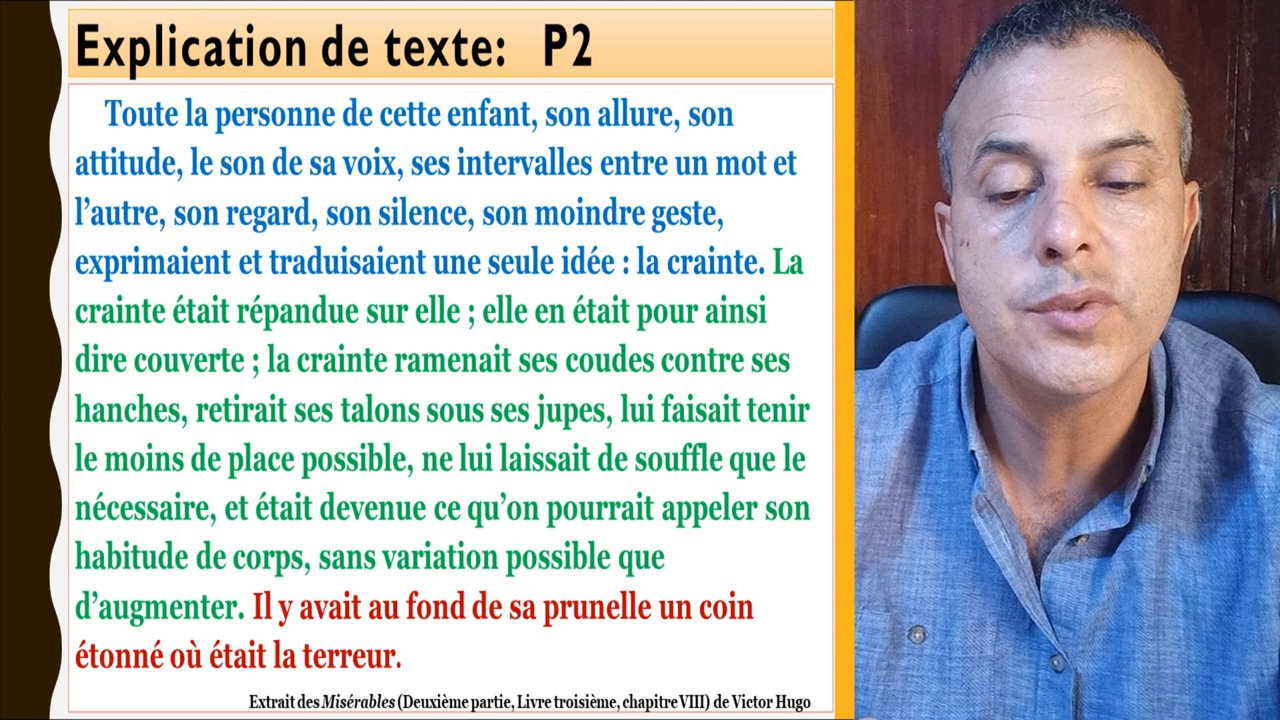 Explication de texte: P2
Toute la personne de cette enfant, son allure, son
attitude, le son de sa voix, ses intervalles entre un mot et
l’autre, son regard, son silence, son moindre geste,
exprimaient et traduisaient une seule idée : la crainte. La
crainte était répandue sur elle ; elle en était pour ainsi
dire couverte ; la crainte ramenait ses coudes contre ses
hanches, retirait ses talons sous ses jupes, lui faisait tenir
le moins de place possible, ne lui laissait de souffle que le
nécessaire, et était devenue ce qu’on pourrait appeler son
habitude de corps, sans variation possible que
d’augmenter. Il y avait au fond de sa prunelle un coin
étonné où était la terreur.
Extrait des Misérables (Deuxième partie, Livre troisième, chapitre VIII) de Victor Hugo